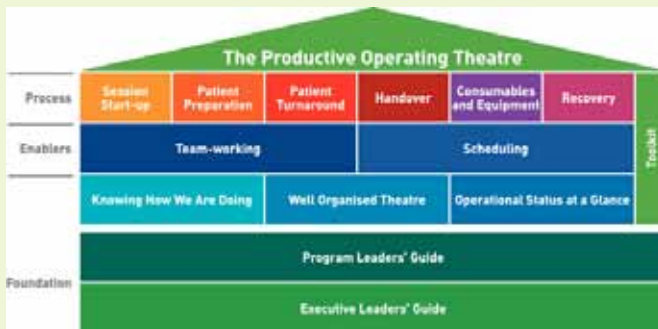 The Productive Operating Theatre
Process
Session
Start-up
Patient
Preparation
Patient
Turnaround
Handover
Consumables
and Equipment
Recovery
Toolkit
Enablers
Team-working
Scheduling
Knowing How We Are Doing
Well Organised Theatre
Operational Status at a Glance
Foundation
Program Leaders' Guide
Executive Leaders' Guide